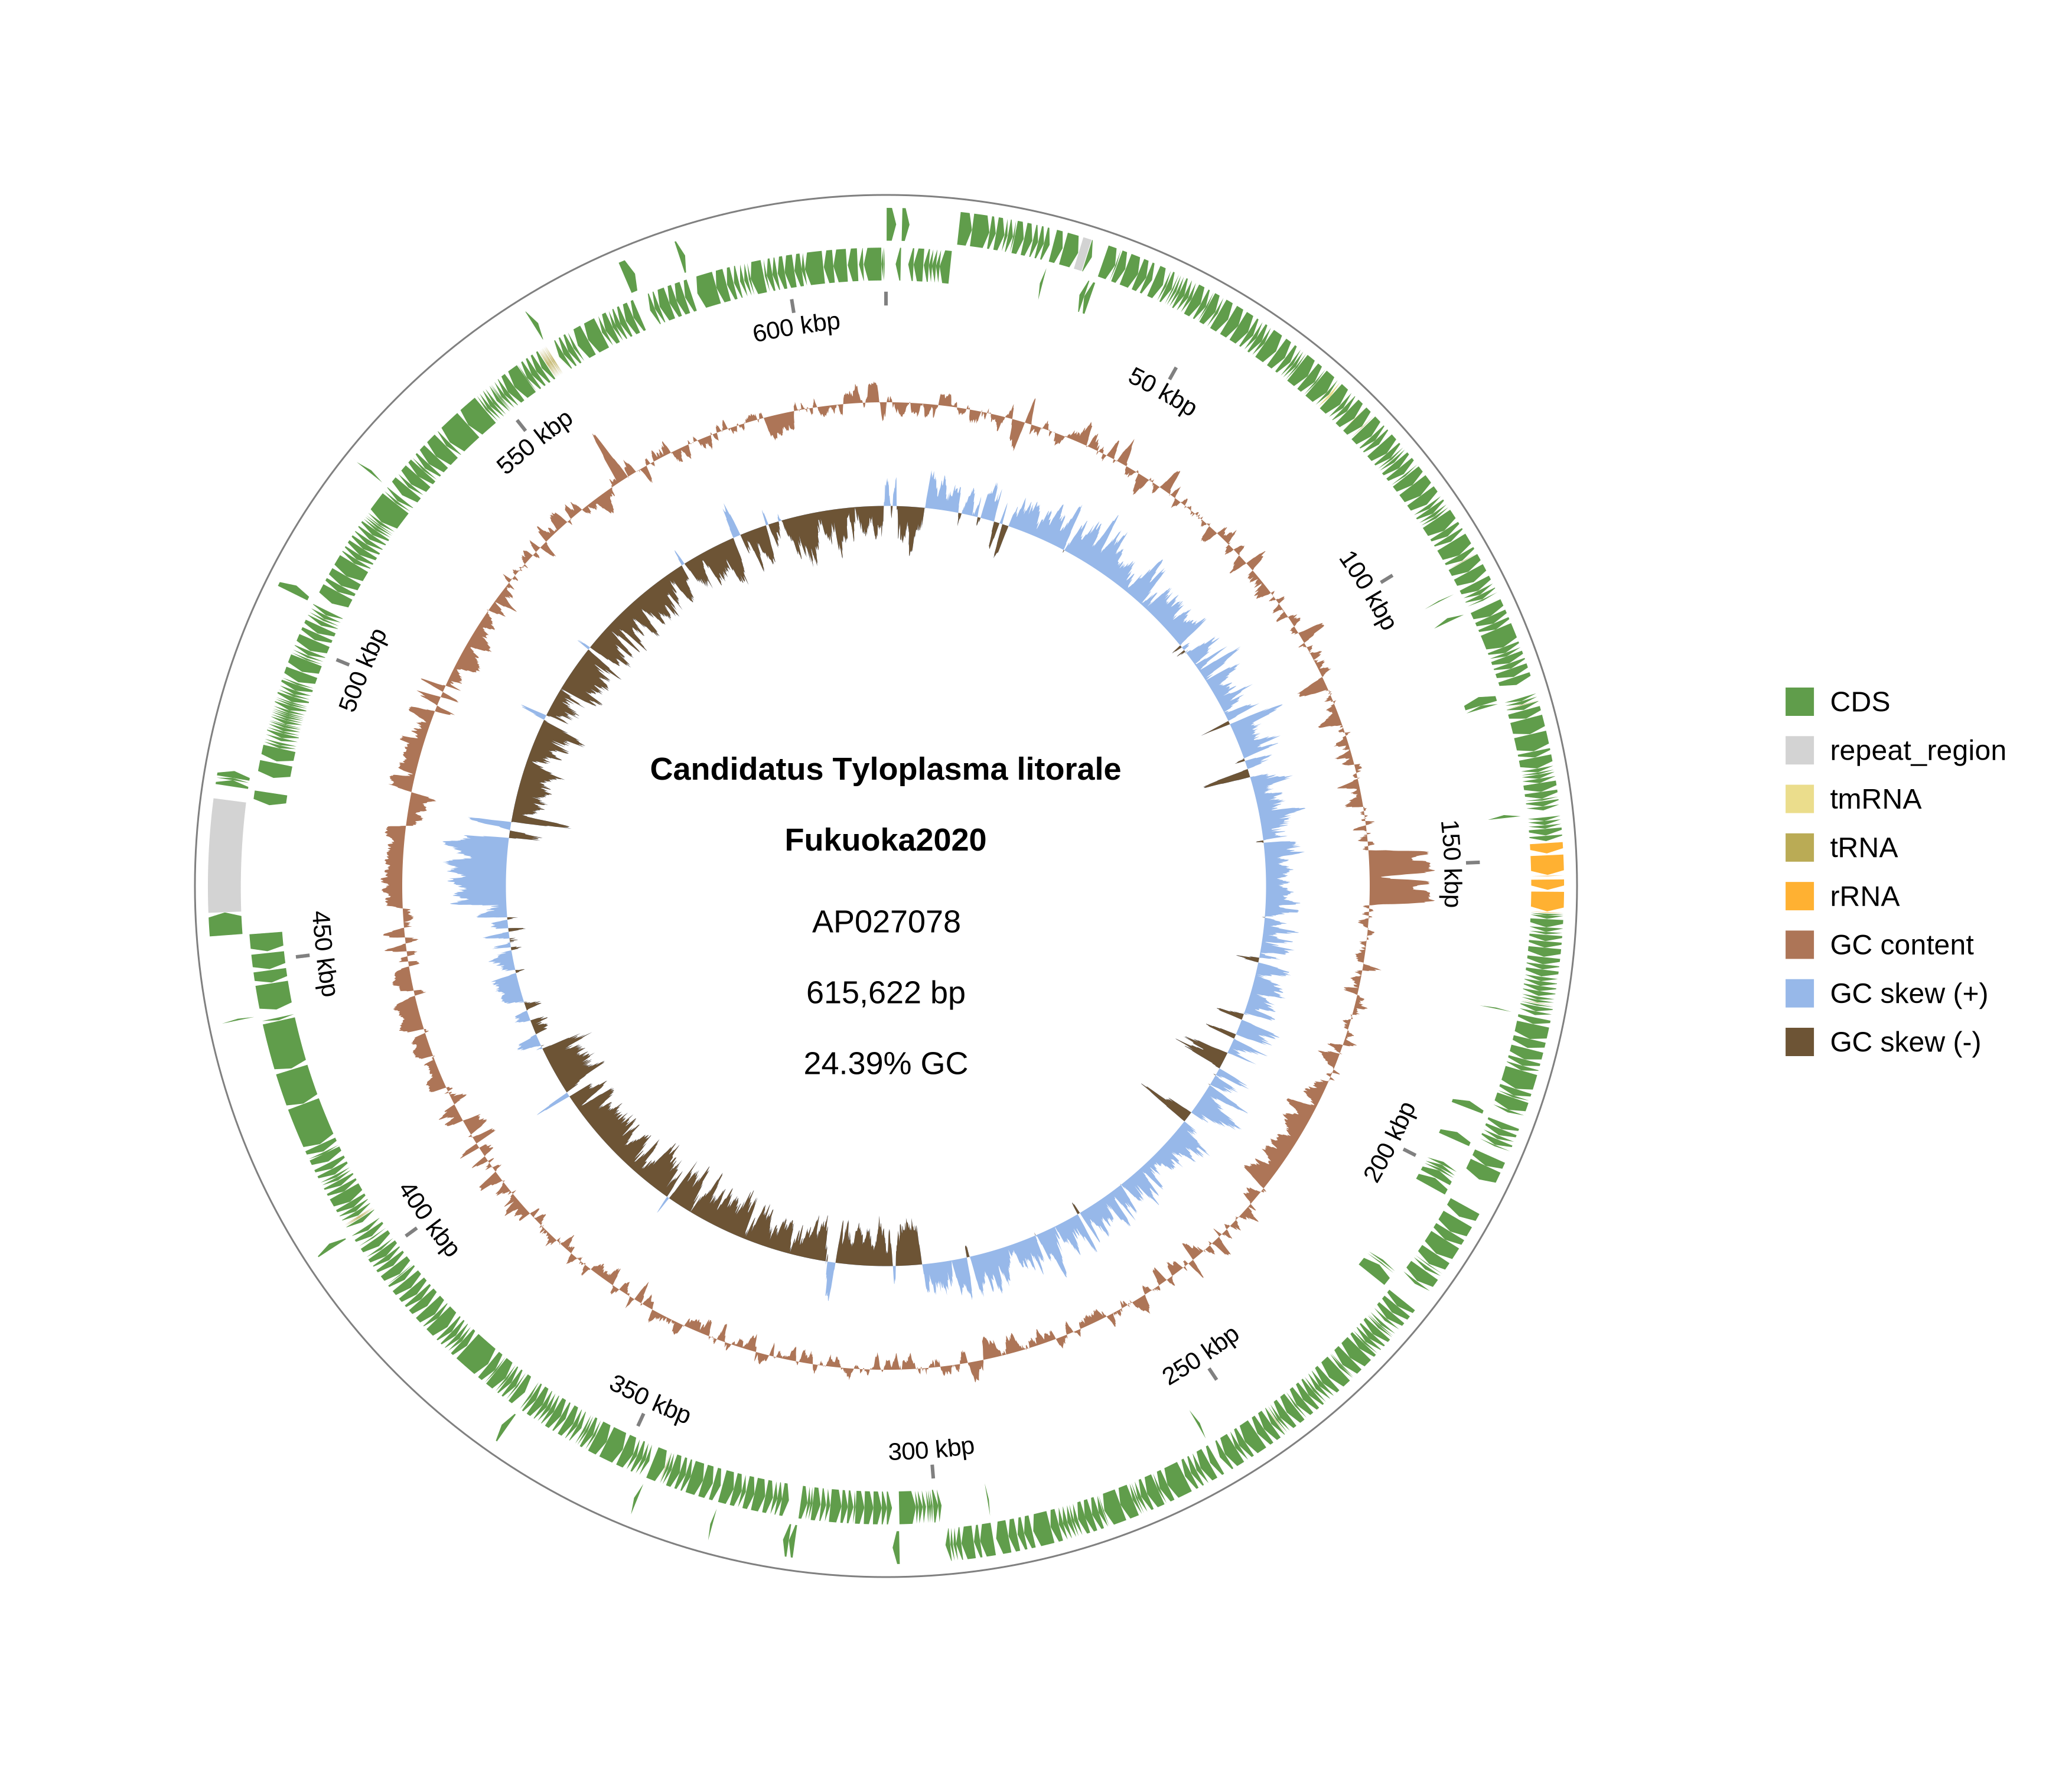 600 kbp
50 kbp
550 kbp
100 kbp
500 kbp
150 kbp
450 kbp
200 kbp
400 kbp
250 kbp
350 kbp
300 kbp
Candidatus Tyloplasma litorale
Fukuoka2020
AP027078
615,622 bp
24.39% GC
CDS
repeat_region
tmRNA
tRNA
rRNA
GC content
GC skew (+)
GC skew (-)